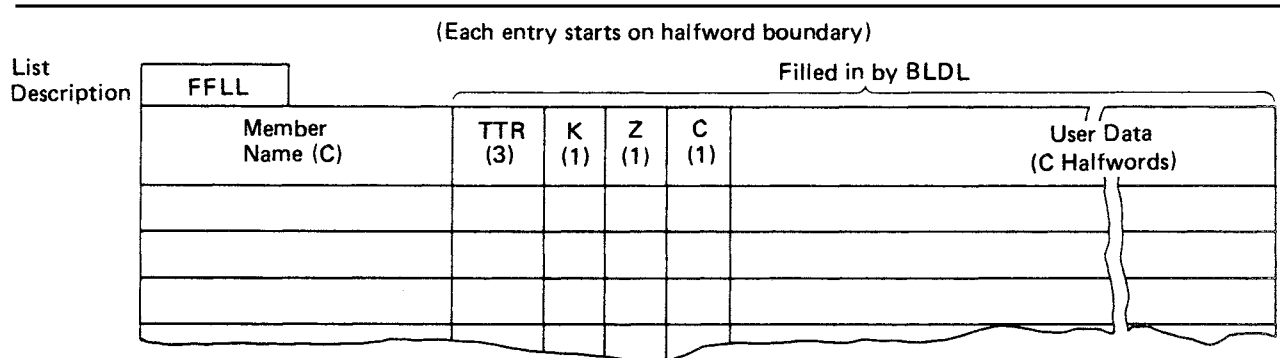 (Each entry starts on halfword boundary)
List
Description
FFLL
Filled in by BLDL
Member
Name (C)
TTR
(3)
K
(1)
Z
(1)
C
(1)
User Data
(C Halfwords)